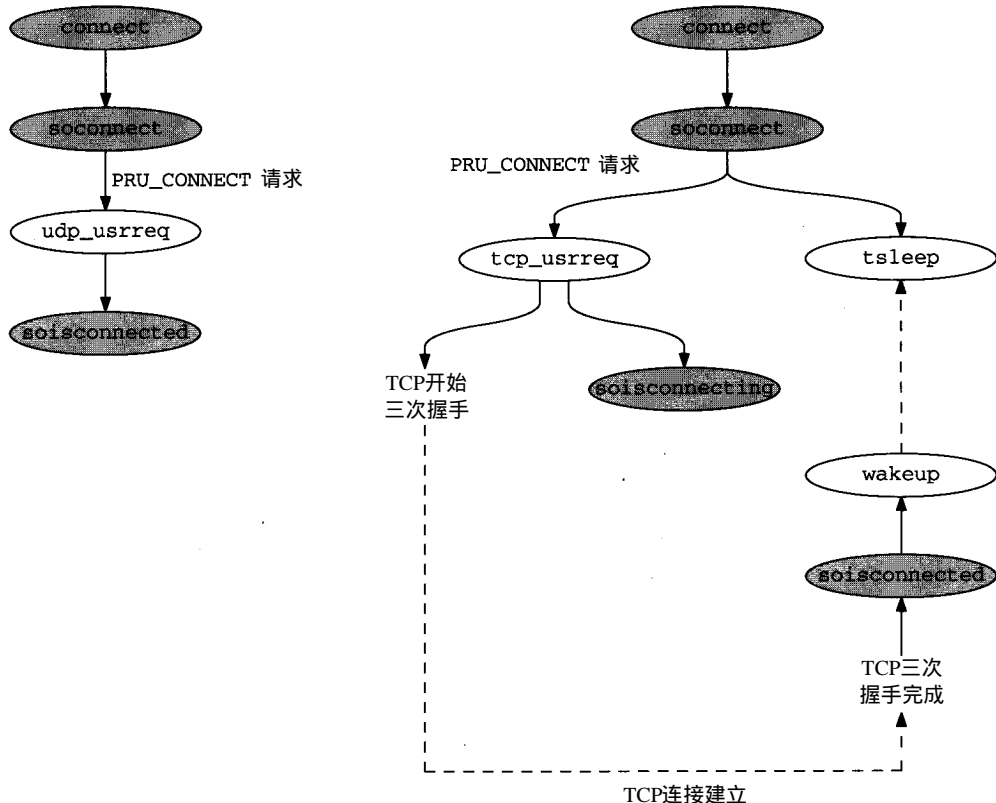 connect
soconnect
PRU_CONNECT 请求
udp_usrreq
soisconnected
connect
soconnect
PRU_CONNECT 请求
tcp_usrreq
tsleep
TCP开始
三次握手
soisconnecting
wakeup
soisconnected
TCP三次
握手完成
TCP连接建立